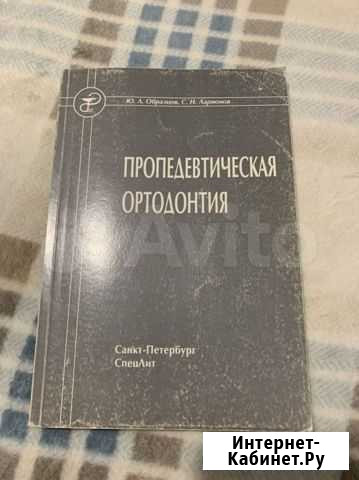 Ю. Л. Образцов, С. Н. Ларионов
ПРОПЕДЕВТИЧЕСКАЯ
ОРТОДОНТИЯ
Avito
Санкт-Петербург
СпецЛит
Интернет-
Кабинет.Ру